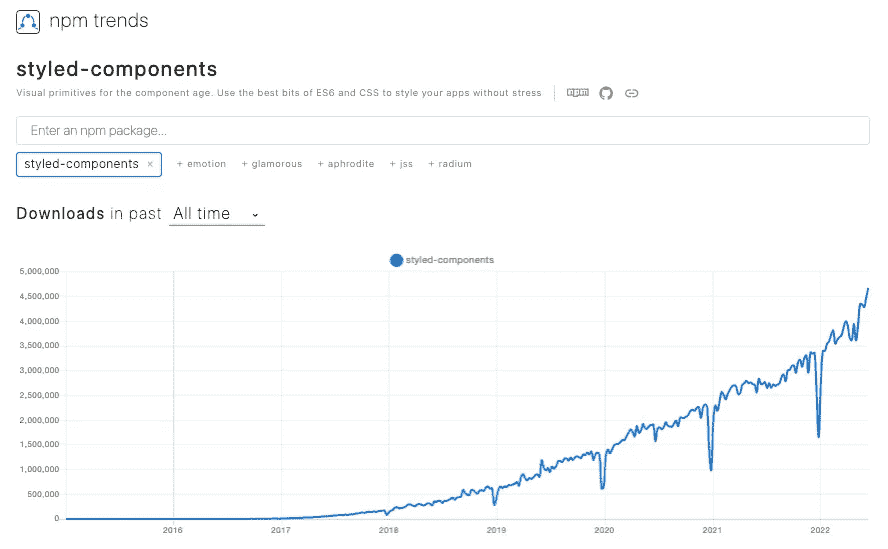 npm trends
styled-components
Visual primitives for the component age. Use the best bits of ES6 and CSS to style your apps without stress
npm
Enter an npm package...
styled-components × + emotion + glamorous + aphrodite + jss + radium
Downloads in past All time
styled-components
5,000,000
4,500,000
4,000,000
3,500,000
3,000,000
2,500,000
2,000,000
1,500,000
1,000,000
500,000
0
2016 2017 2018 2019 2020 2021 2022